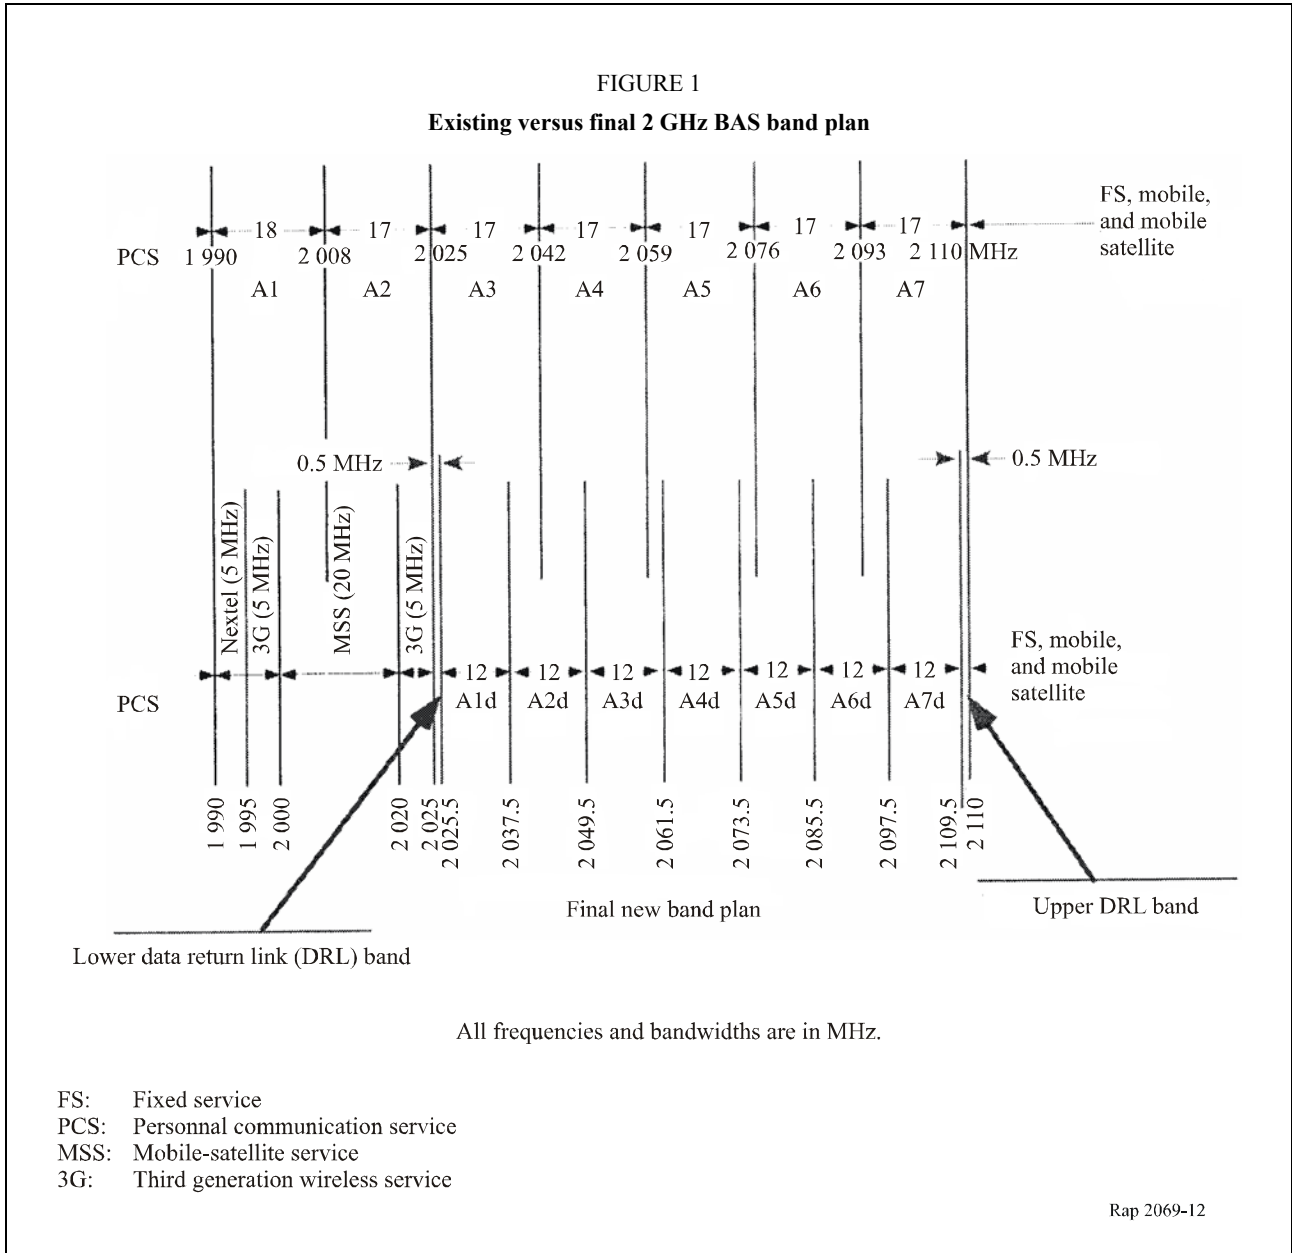 FIGURE 1
Existing versus final 2 GHz BAS band plan
18 17 17 17 17 17 17
FS, mobile,
and mobile
satellite
PCS 1 990 2 008 2 025 2 042 2 059 2 076 2 093 2 110 MHz
A1 A2 A3 A4 A5 A6 A7
0.5 MHz 0.5 MHz
Nextel (5 MHz)
3G (5 MHz)
MSS (20 MHz)
3G (5 MHz)
12 12 12 12 12 12 12
FS, mobile,
and mobile
satellite
PCS A1d A2d A3d A4d A5d A6d A7d
1 990
1 995
2 000
2 020
2 025
2 025.5
2 037.5
2 049.5
2 061.5
2 073.5
2 085.5
2 097.5
2 109.5
2 110
Final new band plan
Upper DRL band
Lower data return link (DRL) band
All frequencies and bandwidths are in MHz.
FS: Fixed service
PCS: Personnal communication service
MSS: Mobile-satellite service
3G: Third generation wireless service
Rap 2069-12